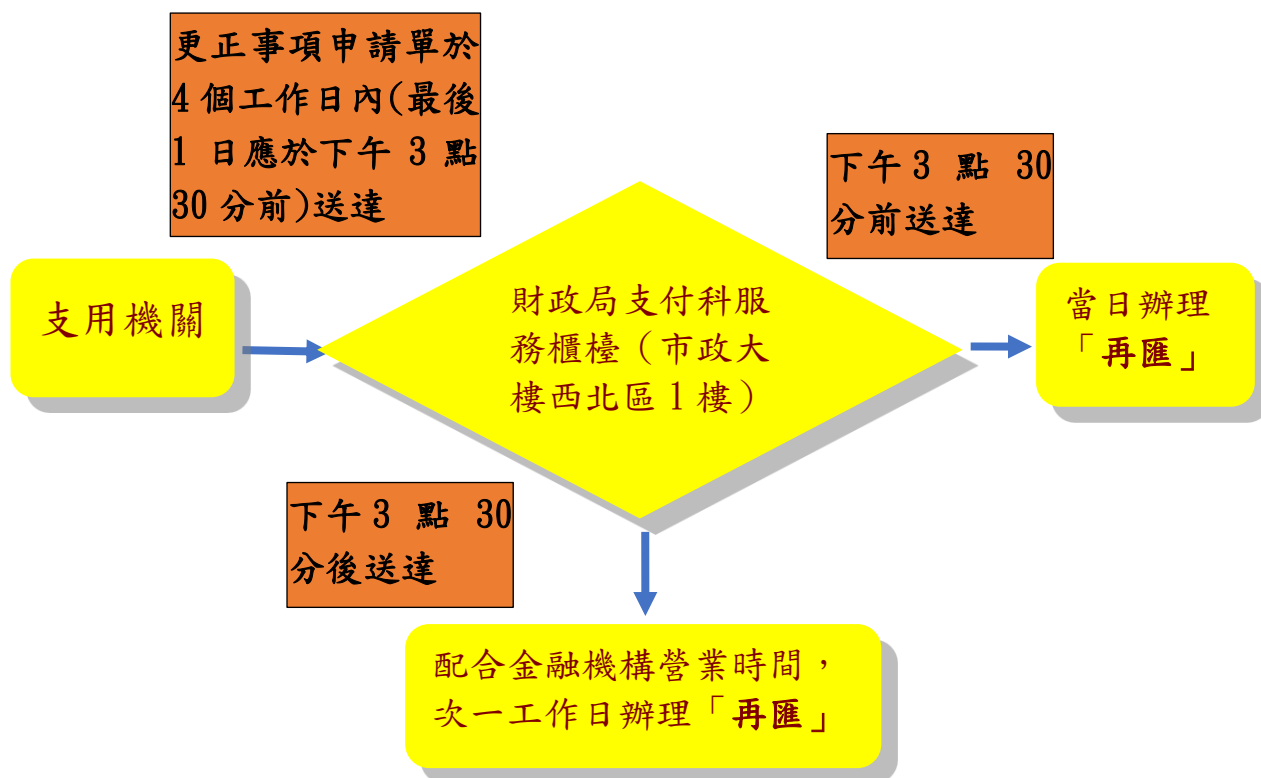 更正事項申請單於
4個工作日內(最後
1 日應於下午 3 點
30 分前)送達
下午 3 點 30
分前送達
支用機關
財政局支付科服
務櫃檯（市政大
樓西北區 1 樓）
當日辦理
「再匯」
下午 3 點 30
分後送達
配合金融機構營業時間，
次一工作日辦理「再匯」